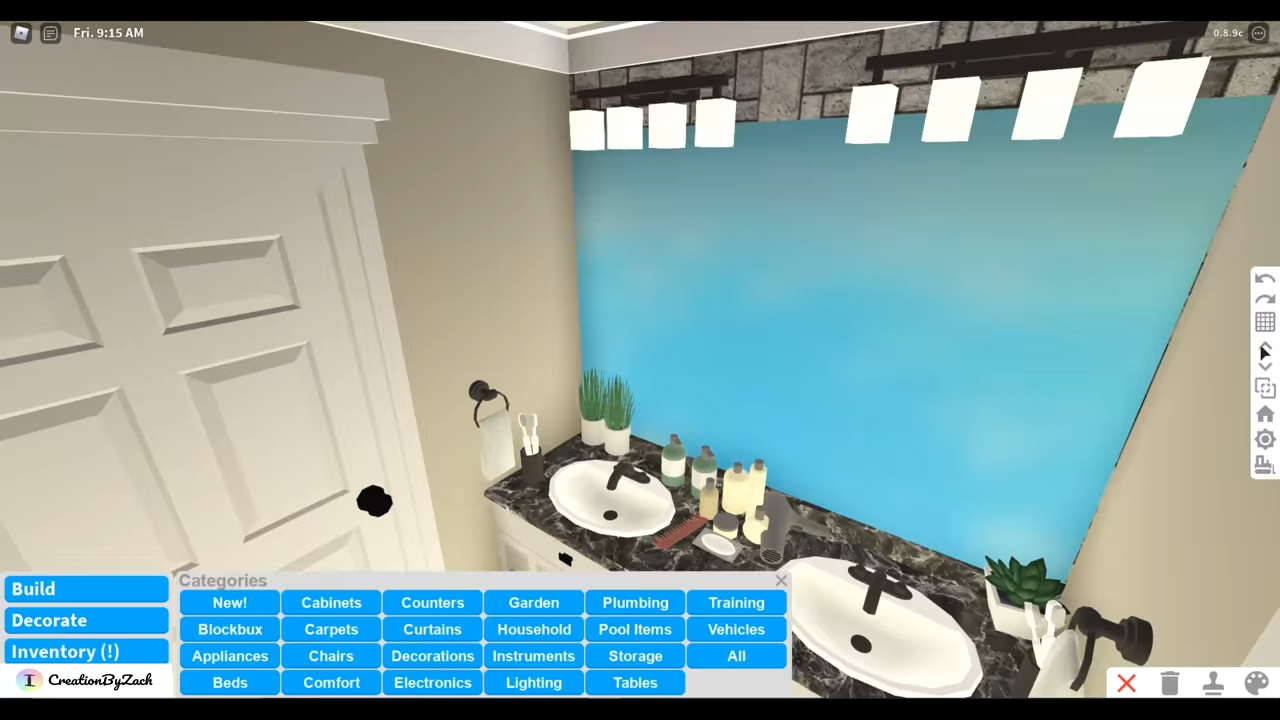 Fri. 9:15 AM
0.8.9c
Build
Decorate
Inventory (!)
CreationByZach
Categories
New! Cabinets Counters Garden Plumbing Training
Blockbux Carpets Curtains Household Pool Items Vehicles
Appliances Chairs Decorations Instruments Storage All
Beds Comfort Electronics Lighting Tables